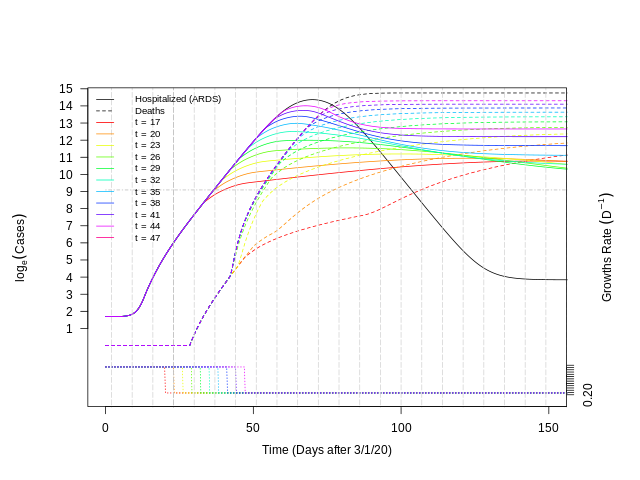 15
14
13
12
11
10
9
8
7
6
5
4
3
2
1
logₑ(Cases)
Hospitalized (ARDS)
Deaths
t = 17
t = 20
t = 23
t = 26
t = 29
t = 32
t = 35
t = 38
t = 41
t = 44
t = 47
Growths Rate (D⁻¹)
0.20
0
50
100
150
Time (Days after 3/1/20)